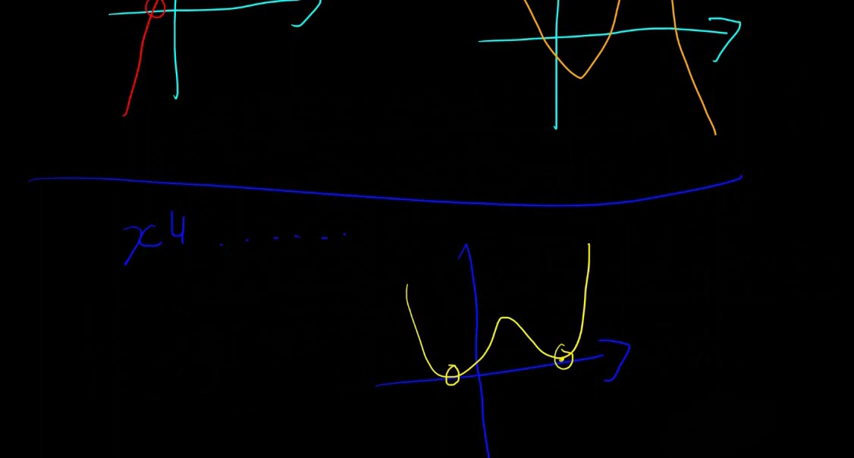 x⁴ . . . . . .